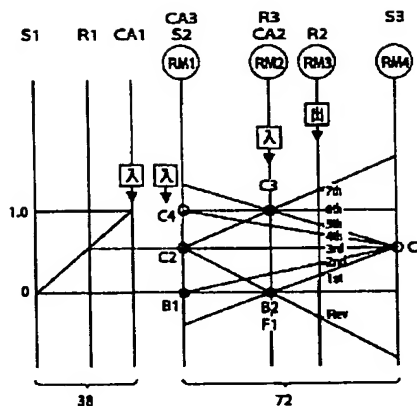 CA3 R3 S3
S1 R1 CA1 S2 CA2 R2
RM1 RM2 RM3 RM4
出
入 入 入
C3 7th
1.0 C4 6th
5th
4th
C2 3rd
2nd
1st
0
B1 B2 Rev
F1
38 72